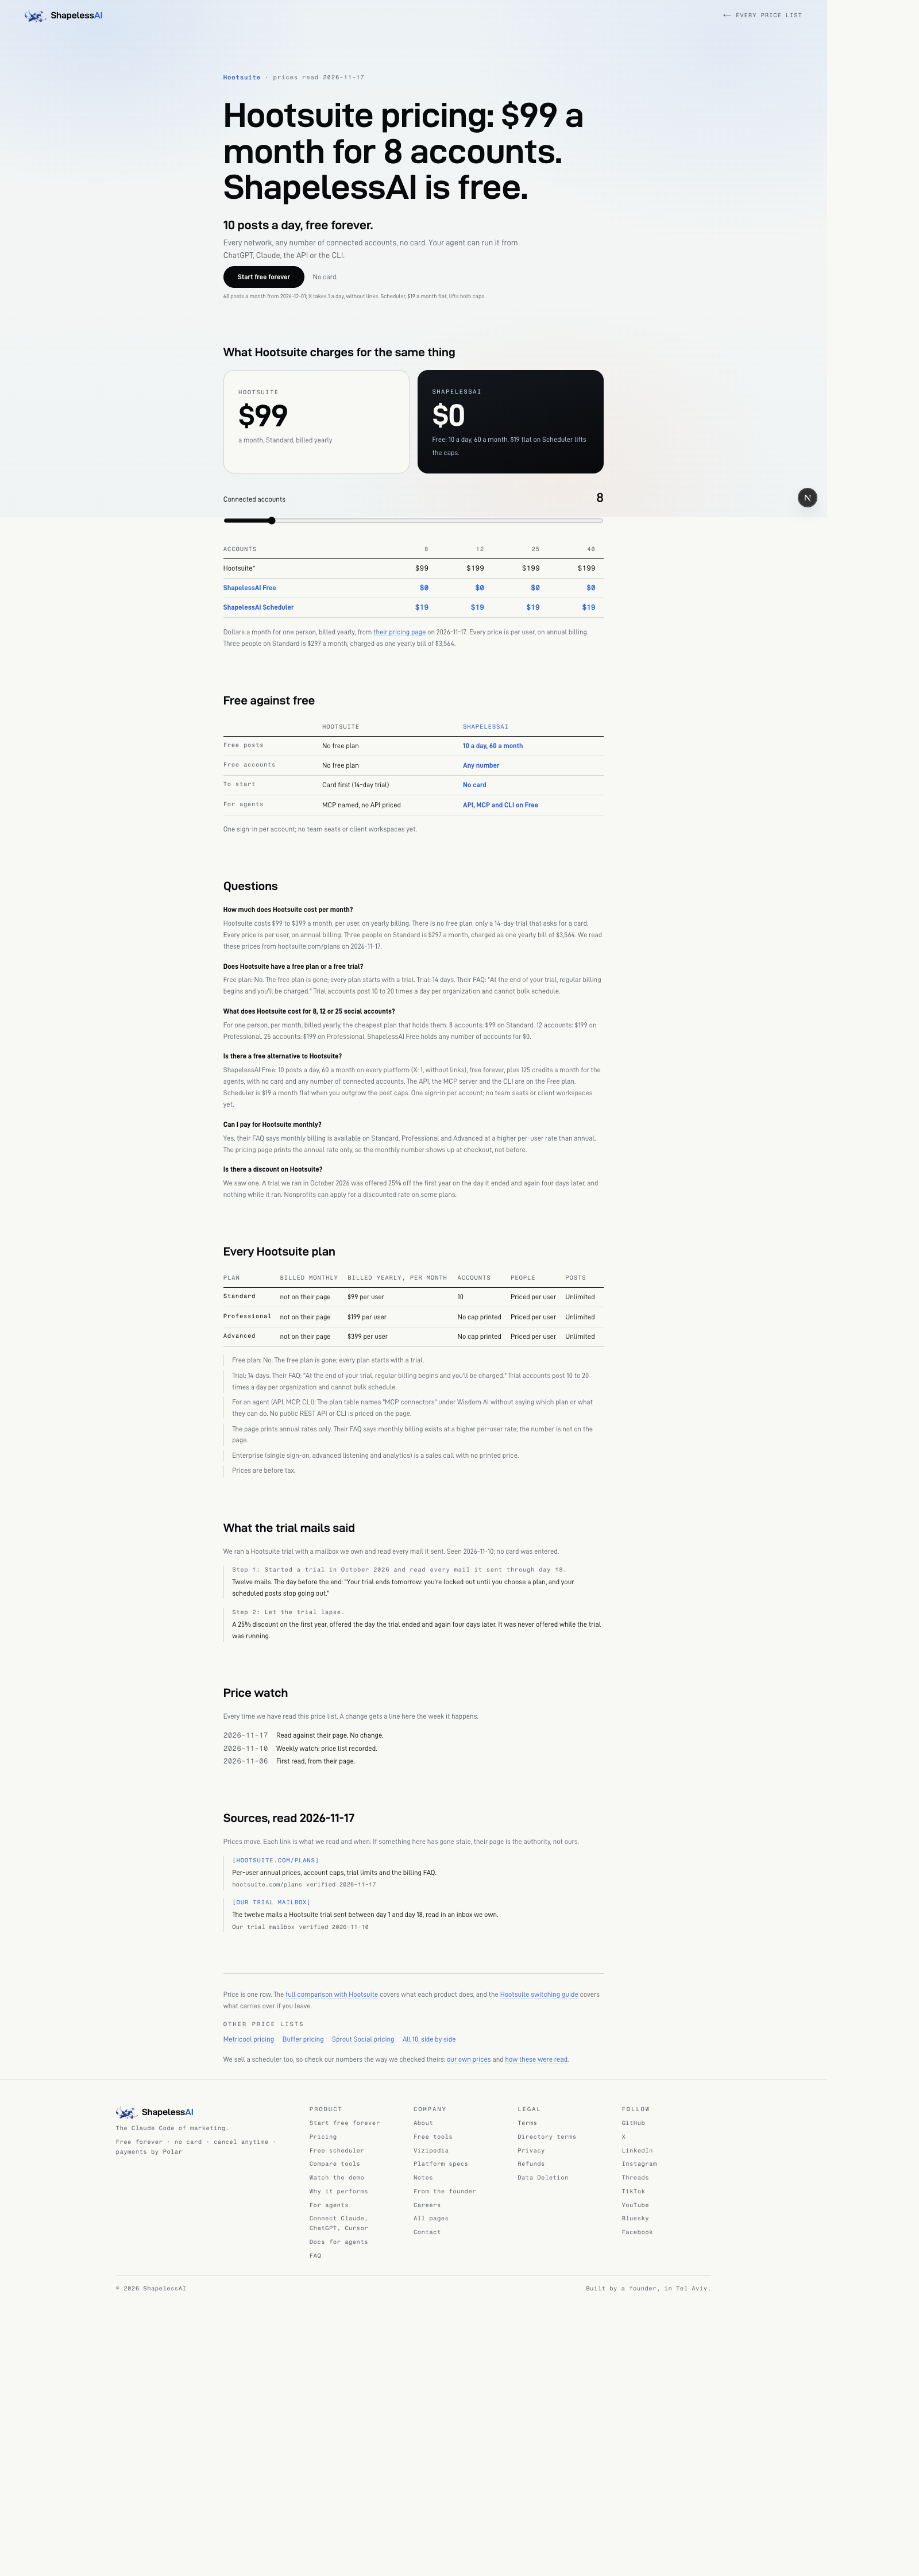 ShapelessAI
← EVERY PRICE LIST
Hootsuite · prices read 2026-11-17
Hootsuite pricing: $99 a
month for 8 accounts.
ShapelessAI is free.
10 posts a day, free forever.
Every network, any number of connected accounts, no card. Your agent can run it from
ChatGPT, Claude, the API or the CLI.
Start free forever
No card.
60 posts a month from 2026-12-01; X takes 1 a day, without links. Scheduler, $19 a month flat, lifts both caps.
What Hootsuite charges for the same thing
HOOTSUITE
$99
a month, Standard, billed yearly
SHAPELESSAI
$0
Free: 10 a day, 60 a month. $19 flat on Scheduler lifts
the caps.
Connected accounts 8
ACCOUNTS 8 12 25 40
Hootsuite* $99 $199 $199 $199
ShapelessAI Free $0 $0 $0 $0
ShapelessAI Scheduler $19 $19 $19 $19
Dollars a month for one person, billed yearly, from their pricing page on 2026-11-17. Every price is per user, on annual billing.
Three people on Standard is $297 a month, charged as one yearly bill of $3,564.
Free against free
HOOTSUITE SHAPELESSAI
Free posts No free plan 10 a day, 60 a month
Free accounts No free plan Any number
To start Card first (14-day trial) No card
For agents MCP named, no API priced API, MCP and CLI on Free
One sign-in per account; no team seats or client workspaces yet.
Questions
How much does Hootsuite cost per month?
Hootsuite costs $99 to $399 a month, per user, on yearly billing. There is no free plan, only a 14-day trial that asks for a card.
Every price is per user, on annual billing. Three people on Standard is $297 a month, charged as one yearly bill of $3,564. We read
these prices from hootsuite.com/plans on 2026-11-17.
Does Hootsuite have a free plan or a free trial?
Free plan: No. The free plan is gone; every plan starts with a trial. Trial: 14 days. Their FAQ: "At the end of your trial, regular billing
begins and you'll be charged." Trial accounts post 10 to 20 times a day per organization and cannot bulk schedule.
What does Hootsuite cost for 8, 12 or 25 social accounts?
For one person, per month, billed yearly, the cheapest plan that holds them. 8 accounts: $99 on Standard. 12 accounts: $199 on
Professional. 25 accounts: $199 on Professional. ShapelessAI Free holds any number of accounts for $0.
Is there a free alternative to Hootsuite?
ShapelessAI Free: 10 posts a day, 60 a month on every platform (X: 1, without links), free forever, plus 125 credits a month for the
agents, with no card and any number of connected accounts. The API, the MCP server and the CLI are on the Free plan.
Scheduler is $19 a month flat when you outgrow the post caps. One sign-in per account; no team seats or client workspaces
yet.
Can I pay for Hootsuite monthly?
Yes, their FAQ says monthly billing is available on Standard, Professional and Advanced at a higher per-user rate than annual.
The pricing page prints the annual rate only, so the monthly number shows up at checkout, not before.
Is there a discount on Hootsuite?
We saw one. A trial we ran in October 2026 was offered 25% off the first year on the day it ended and again four days later, and
nothing while it ran. Nonprofits can apply for a discounted rate on some plans.
Every Hootsuite plan
PLAN BILLED MONTHLY BILLED YEARLY, PER MONTH ACCOUNTS PEOPLE POSTS
Standard not on their page $99 per user 10 Priced per user Unlimited
Professional not on their page $199 per user No cap printed Priced per user Unlimited
Advanced not on their page $399 per user No cap printed Priced per user Unlimited
Free plan: No. The free plan is gone; every plan starts with a trial.
Trial: 14 days. Their FAQ: "At the end of your trial, regular billing begins and you'll be charged." Trial accounts post 10 to 20
times a day per organization and cannot bulk schedule.
For an agent (API, MCP, CLI): The plan table names "MCP connectors" under Wisdom AI without saying which plan or what
they can do. No public REST API or CLI is priced on the page.
The page prints annual rates only. Their FAQ says monthly billing exists at a higher per-user rate; the number is not on the
page.
Enterprise (single sign-on, advanced listening and analytics) is a sales call with no printed price.
Prices are before tax.
What the trial mails said
We ran a Hootsuite trial with a mailbox we own and read every mail it sent. Seen 2026-11-10; no card was entered.
Step 1: Started a trial in October 2026 and read every mail it sent through day 18.
Twelve mails. The day before the end: "Your trial ends tomorrow: you're locked out until you choose a plan, and your
scheduled posts stop going out."
Step 2: Let the trial lapse.
A 25% discount on the first year, offered the day the trial ended and again four days later. It was never offered while the trial
was running.
Price watch
Every time we have read this price list. A change gets a line here the week it happens.
2026-11-17 Read against their page. No change.
2026-11-10 Weekly watch: price list recorded.
2026-11-06 First read, from their page.
Sources, read 2026-11-17
Prices move. Each link is what we read and when. If something here has gone stale, their page is the authority, not ours.
[HOOTSUITE.COM/PLANS]
Per-user annual prices, account caps, trial limits and the billing FAQ.
hootsuite.com/plans verified 2026-11-17
[OUR TRIAL MAILBOX]
The twelve mails a Hootsuite trial sent between day 1 and day 18, read in an inbox we own.
Our trial mailbox verified 2026-11-10
Price is one row. The full comparison with Hootsuite covers what each product does, and the Hootsuite switching guide covers
what carries over if you leave.
OTHER PRICE LISTS
Metricool pricing Buffer pricing Sprout Social pricing All 10, side by side
We sell a scheduler too, so check our numbers the way we checked theirs: our own prices and how these were read.
ShapelessAI
The Claude Code of marketing.
Free forever · no card · cancel anytime ·
payments by Polar
PRODUCT
Start free forever
Pricing
Free scheduler
Compare tools
Watch the demo
Why it performs
For agents
Connect Claude,
ChatGPT, Cursor
Docs for agents
FAQ
COMPANY
About
Free tools
Vizipedia
Platform specs
Notes
From the founder
Careers
All pages
Contact
LEGAL
Terms
Directory terms
Privacy
Refunds
Data Deletion
FOLLOW
GitHub
X
LinkedIn
Instagram
Threads
TikTok
YouTube
Bluesky
Facebook
© 2026 ShapelessAI
Built by a founder, in Tel Aviv.